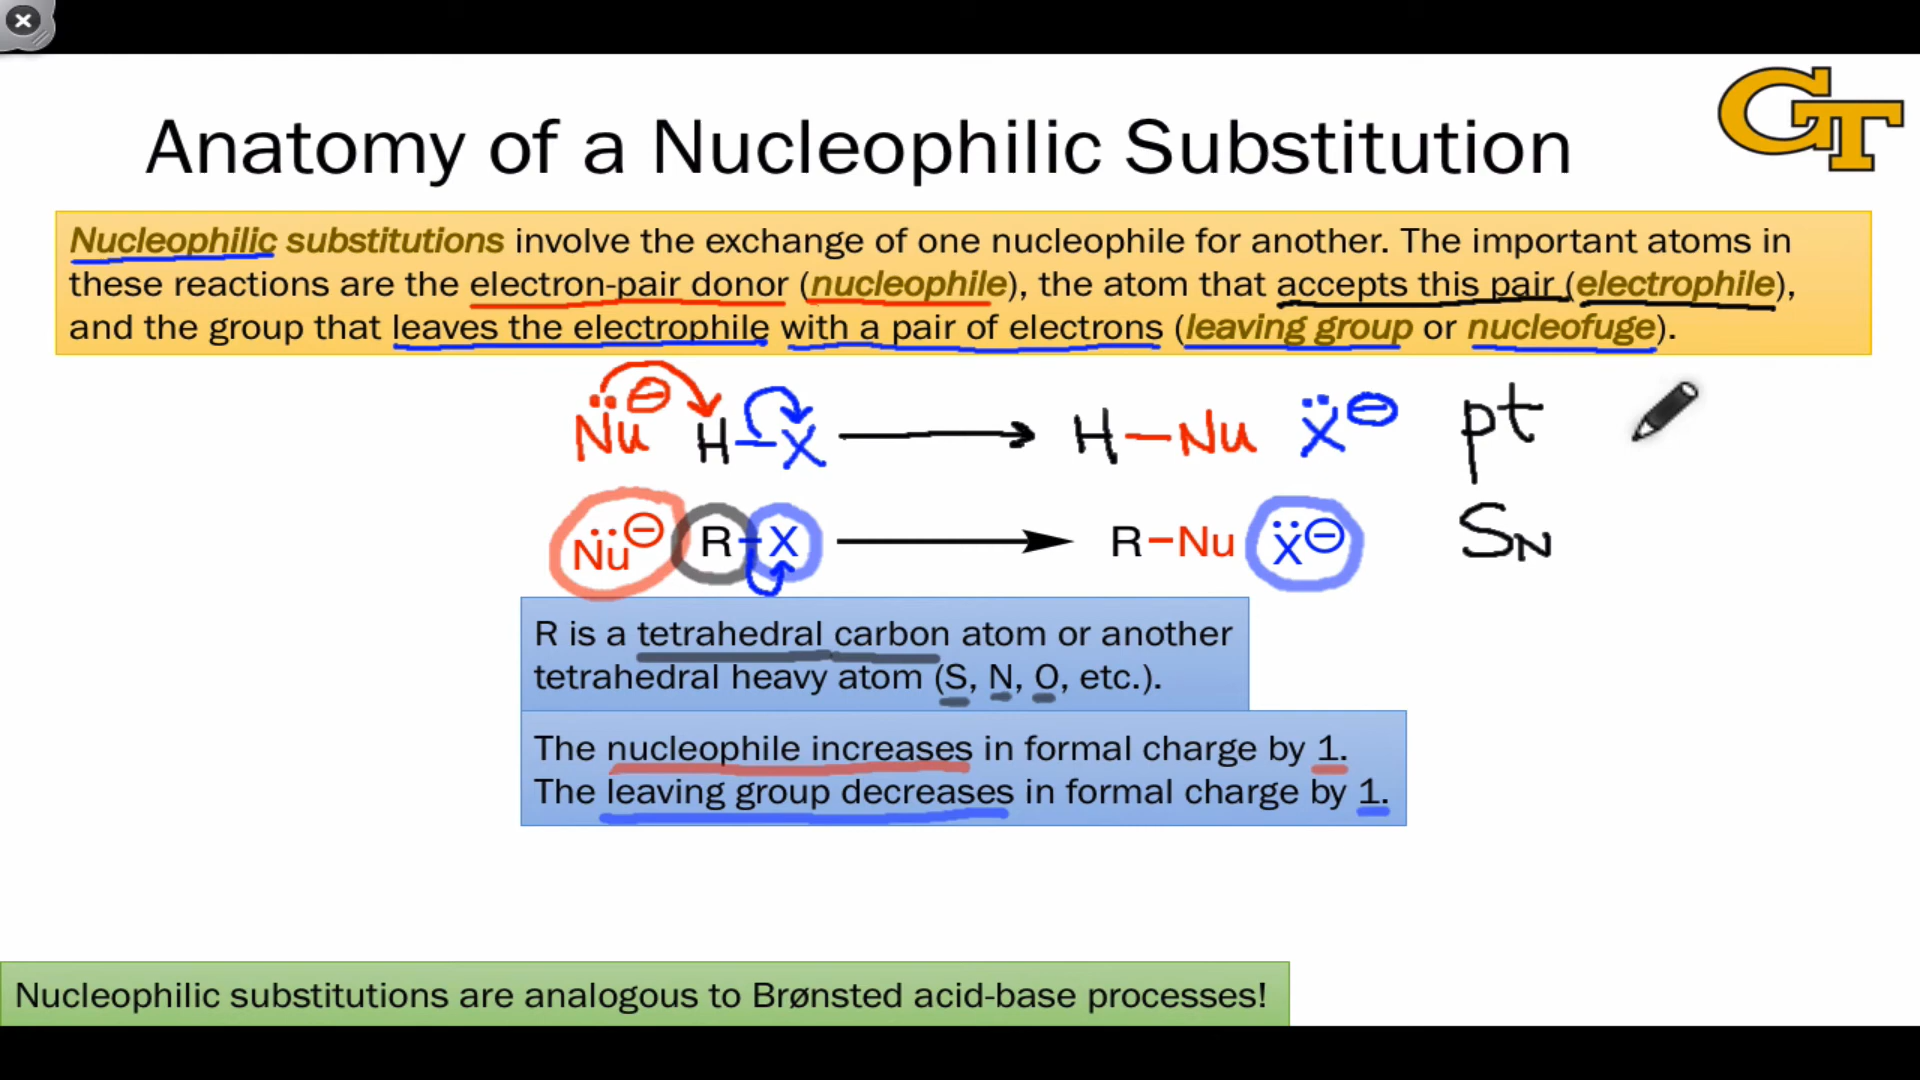 GT
Anatomy of a Nucleophilic Substitution
Nucleophilic substitutions involve the exchange of one nucleophile for another. The important atoms in
these reactions are the electron-pair donor (nucleophile), the atom that accepts this pair (electrophile),
and the group that leaves the electrophile with a pair of electrons (leaving group or nucleofuge).
Nu ⊖ H–X → H–Nu X ⊖ pt
Nu ⊖ R–X → R–Nu X ⊖ SN
R is a tetrahedral carbon atom or another
tetrahedral heavy atom (S, N, O, etc.).
The nucleophile increases in formal charge by 1.
The leaving group decreases in formal charge by 1.
Nucleophilic substitutions are analogous to Brønsted acid-base processes!